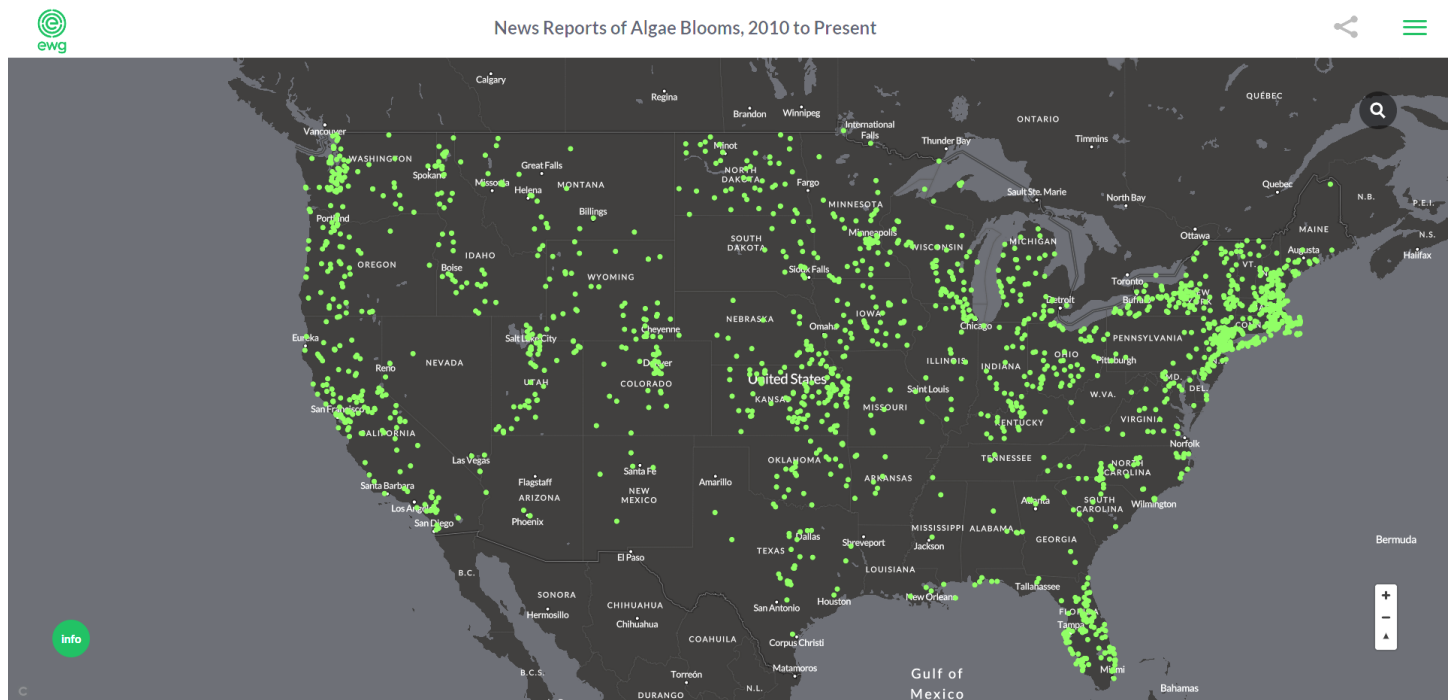 ewg
News Reports of Algae Blooms, 2010 to Present
Calgary
Regina
Brandon
Winnipeg
QUÉBEC
ONTARIO
International
Falls
Vancouver
Timmins
Thunder Bay
Minot
WASHINGTON
Great Falls
Spokane
NORTH
DAKOTA
Missoula
Helena
MONTANA
Fargo
Sault Ste. Marie
North Bay
Quebec
N.B.
P.E.I.
MINNESOTA
Billings
Portland
Minneapolis
Ottawa
MAINE
N.S.
SOUTH
DAKOTA
WISCONSIN
MICHIGAN
Augusta
Halifax
IDAHO
OREGON
Boise
Sioux Falls
VT.
WYOMING
Toronto
Detroit
Buffalo
NEW
YORK
IOWA
NEBRASKA
Cheyenne
Omaha
Chicago
CONN.
Eureka
Salt Lake City
PENNSYLVANIA
NEVADA
Reno
Denver
ILLINOIS
INDIANA
OHIO
Pittsburgh
United States
UTAH
COLORADO
Saint Louis
MD.
DEL.
W.VA.
KANSAS
MISSOURI
San Francisco
VIRGINIA
KENTUCKY
CALIFORNIA
Norfolk
Las Vegas
OKLAHOMA
TENNESSEE
NORTH
CAROLINA
Santa Fe
Flagstaff
Amarillo
ARKANSAS
Santa Barbara
ARIZONA
NEW
MEXICO
Atlanta
SOUTH
CAROLINA
Wilmington
Los Angeles
Phoenix
San Diego
MISSISSIPPI
ALABAMA
Dallas
Shreveport
Jackson
GEORGIA
Bermuda
TEXAS
El Paso
LOUISIANA
B.C.
Tallahassee
SONORA
CHIHUAHUA
San Antonio
Houston
New Orleans
Hermosillo
Chihuahua
FLORIDA
Tampa
info
COAHUILA
Corpus Christi
B.C.S.
Torreón
Matamoros
Gulf of
Mexico
Miami
N.L.
DURANGO
Bahamas